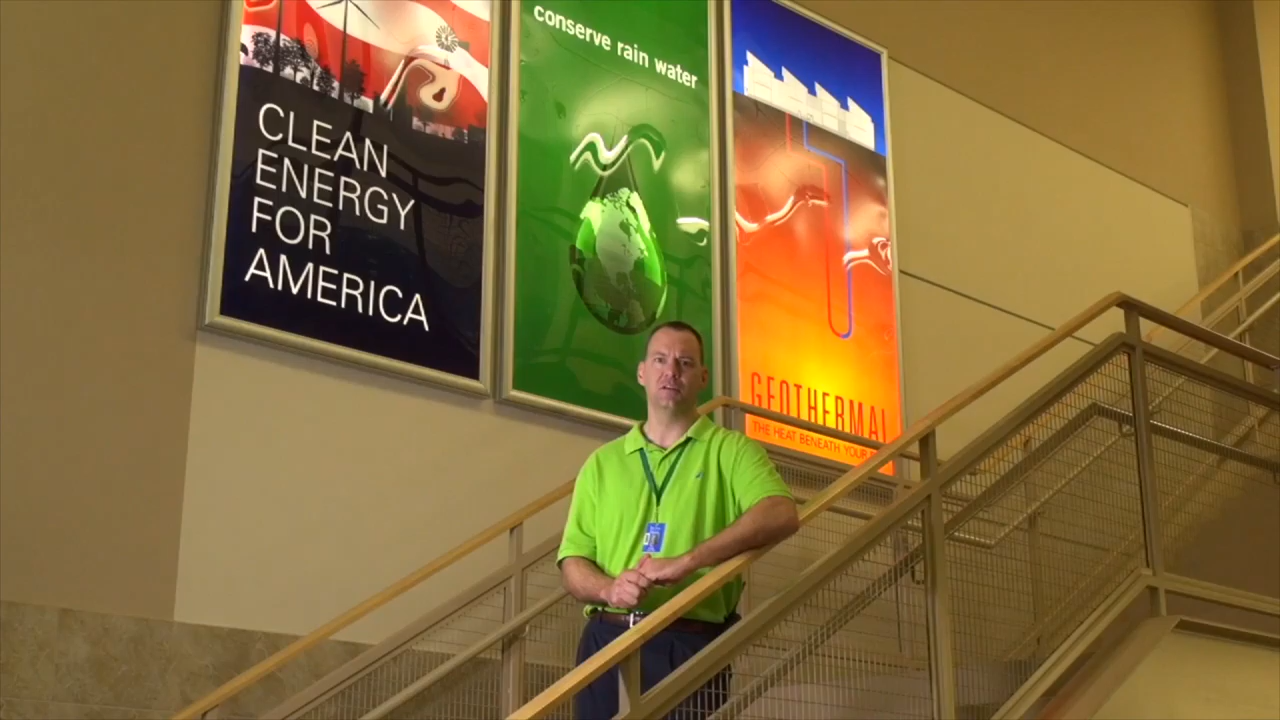 CLEAN
ENERGY
FOR
AMERICA
conserve rain water
GEOTHERMAL
THE HEAT BENEATH YOUR